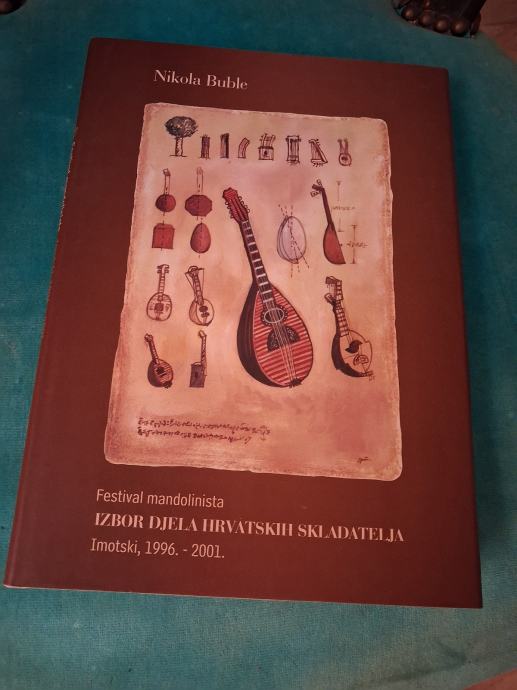 Nikola Buble
Festival mandolinista
IZBOR DJELA HRVATSKIH SKLADATELJA
Imotski, 1996. - 2001.